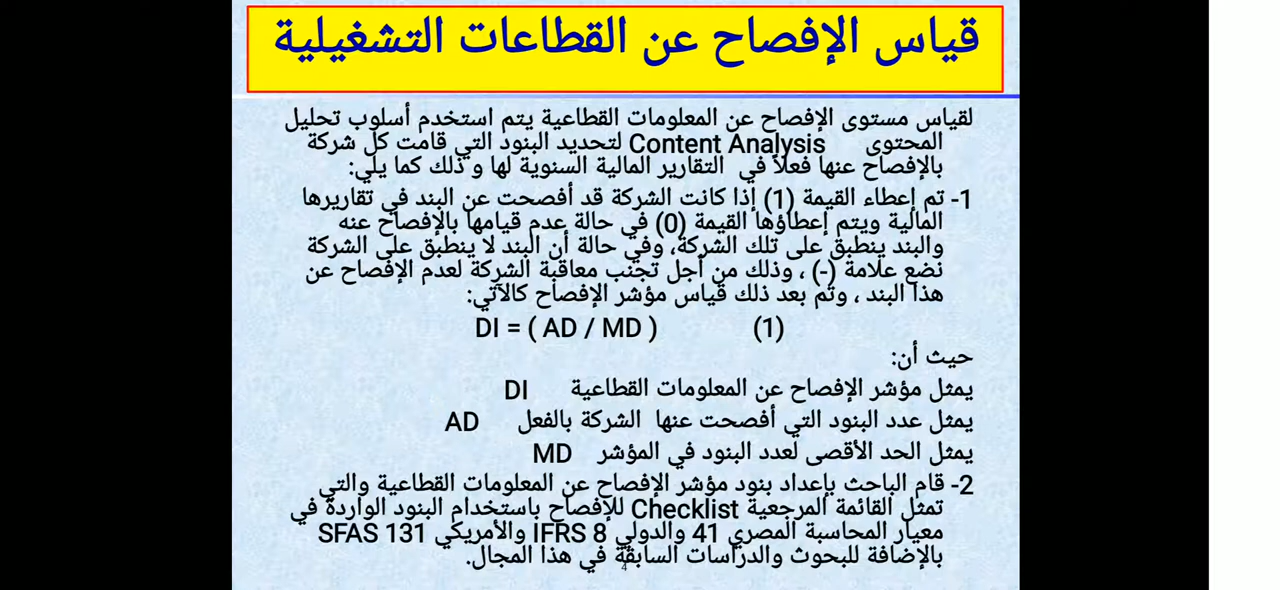 قياس الإفصاح عن القطاعات التشغيلية
لقياس مستوى الإفصاح عن المعلومات القطاعية يتم استخدم أسلوب تحليل
المحتوى Content Analysis لتحديد البنود التي قامت كل شركة
بالإفصاح عنها فعلاً في التقارير المالية السنوية لها و ذلك كما يلي:
1- تم إعطاء القيمة (1) إذا كانت الشركة قد أفصحت عن البند في تقاريرها
المالية ويتم إعطاؤها القيمة (0) في حالة عدم قيامها بالإفصاح عنه
والبند ينطبق على تلك الشركة، وفي حالة أن البند لا ينطبق على الشركة
نضع علامة (-) ، وذلك من أجل تجنب معاقبة الشركة لعدم الإفصاح عن
هذا البند ، وتم بعد ذلك قياس مؤشر الإفصاح كالآتي:
DI = ( AD / MD ) (1)
حيث أن:
يمثل مؤشر الإفصاح عن المعلومات القطاعية DI
يمثل عدد البنود التي أفصحت عنها الشركة بالفعل AD
يمثل الحد الأقصى لعدد البنود في المؤشر MD
2- قام الباحث بإعداد بنود مؤشر الإفصاح عن المعلومات القطاعية والتي
تمثل القائمة المرجعية Checklist للإفصاح باستخدام البنود الواردة في
معيار المحاسبة المصري 41 والدولي IFRS 8 والأمريكي SFAS 131
بالإضافة للبحوث والدراسات السابقة في هذا المجال.
4